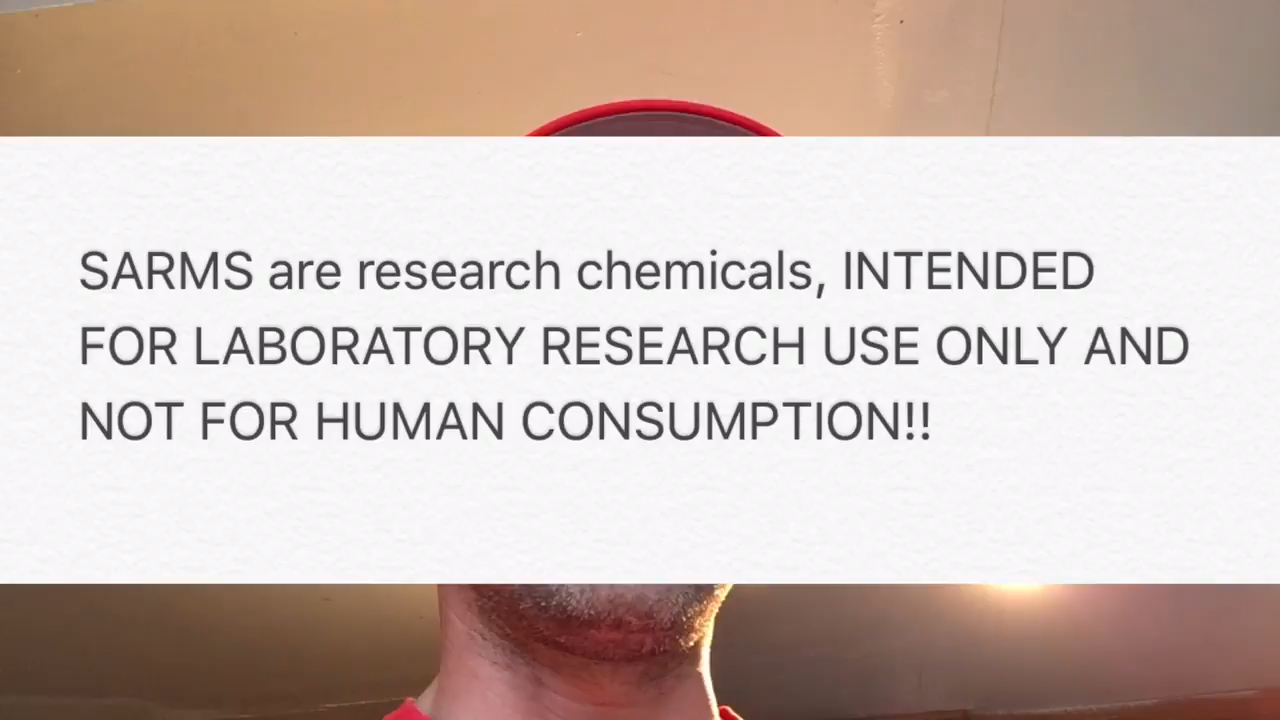 SARMS are research chemicals, INTENDED
FOR LABORATORY RESEARCH USE ONLY AND
NOT FOR HUMAN CONSUMPTION!!